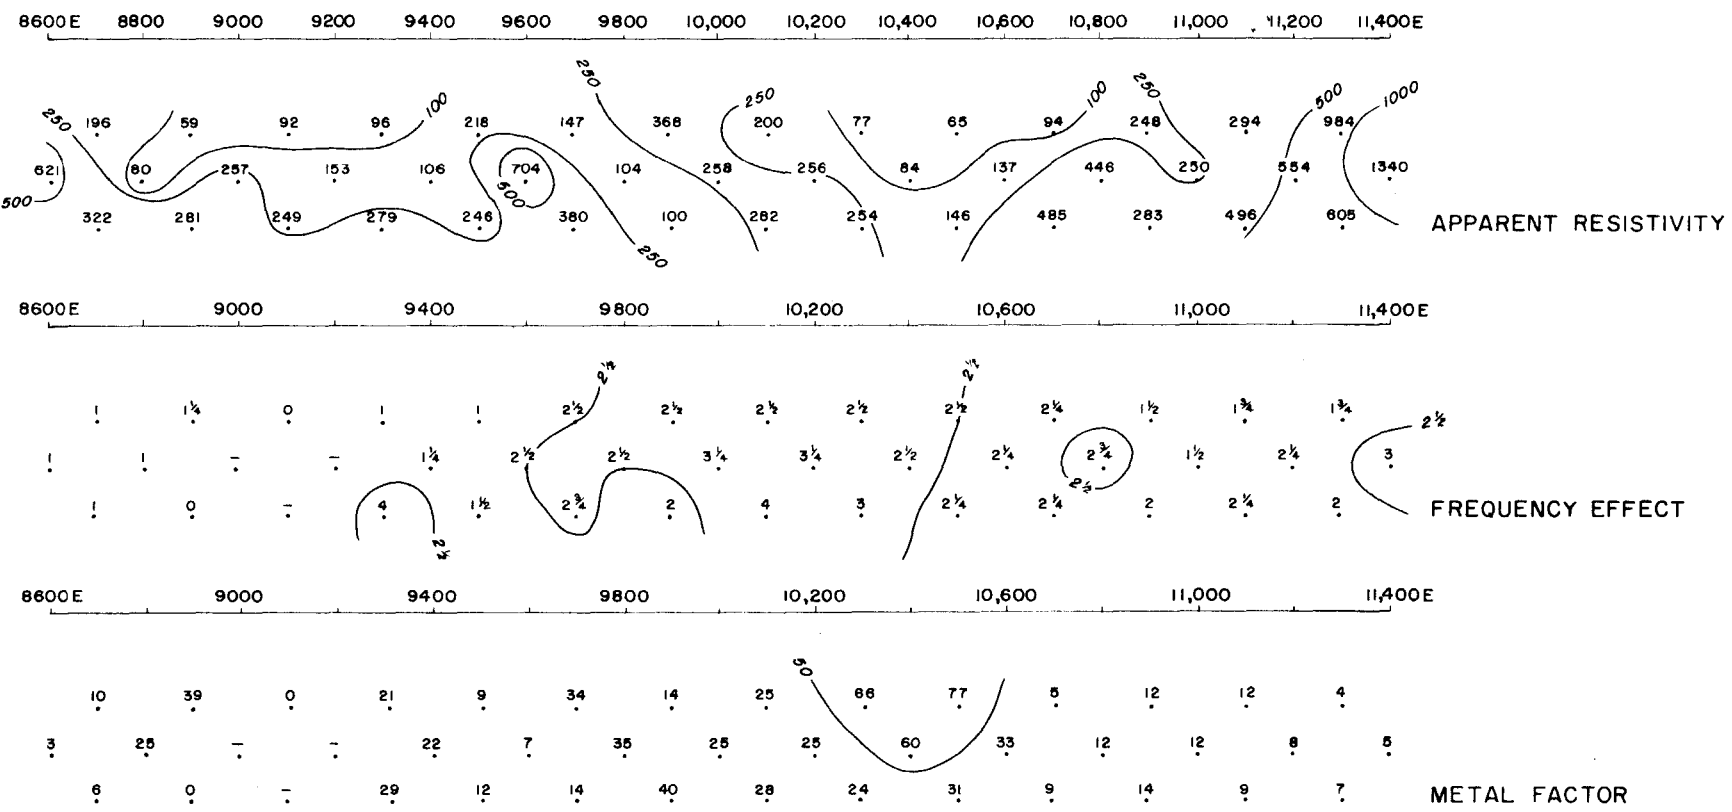 8600E 8800 9000 9200 9400 9600 9800 10,000 10,200 10,400 10,600 10,800 11,000 11,200 11,400E
250 250 250 100 250 500 1000 100
196 59 92 96 218 147 368 200 77 65 94 248 294 984
621 80 257 153 106 704 104 258 256 84 137 446 250 554 1340
500 500
322 281 249 279 246 380 100 282 254 146 485 283 496 605 APPARENT RESISTIVITY
250
8600E 9000 9400 9800 10,200 10,600 11,000 11,400E
2½ 2½
1 1¼ 0 1 1 2½ 2½ 2½ 2½ 2½ 2¼ 1½ 1¾ 1¾ 2½
1 1 – – 1¼ 2½ 2½ 3¼ 3¼ 2½ 2¼ 2¾ 1½ 2¼ 3
2½
1 0 – 4 1½ 2¾ 2 4 3 2¼ 2¼ 2 2¼ 2 FREQUENCY EFFECT
2½
8600E 9000 9400 9800 10,200 10,600 11,000 11,400E
50
10 39 0 21 9 34 14 25 66 77 5 12 12 4
3 25 – – 22 7 35 25 25 60 33 12 12 8 5
6 0 – 29 12 14 40 28 24 31 9 14 9 7 METAL FACTOR